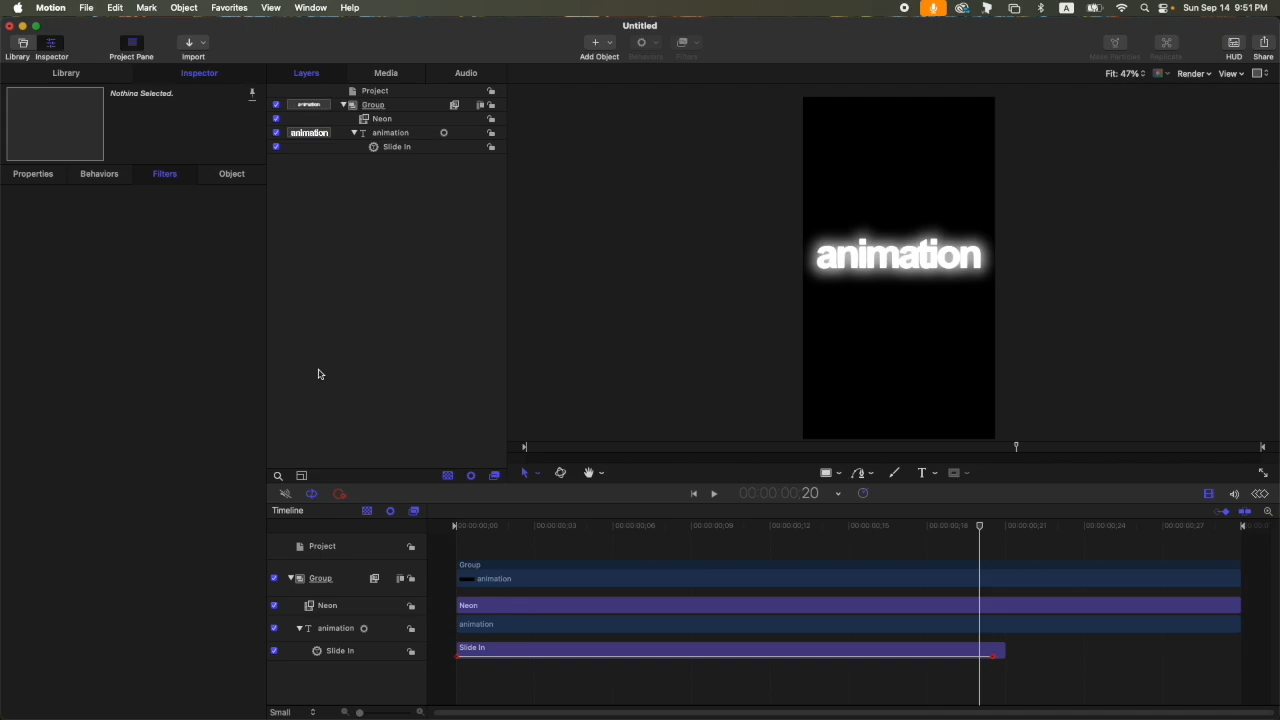 Motion File Edit Mark Object Favorites View Window Help
A
Sun Sep 14 9:51 PM
Untitled
Library Inspector Project Pane Import Add Object Behaviors Filters Make Particles Replicate HUD Share
Library Inspector Layers Media Audio Fit: 47% Render View
Nothing Selected.
Project
animation Group
Neon
animation animation
Slide In
Properties Behaviors Filters Object
animation
T
00:00:00;00:20
Timeline
00:00:00;00 00:00:00;03 00:00:00;06 00:00:00;09 00:00:00;12 00:00:00;15 00:00:00;18 00:00:00;21 00:00:00;24 00:00:00;27
Project
Group Group
animation
Neon Neon
animation animation
Slide In Slide In
Small